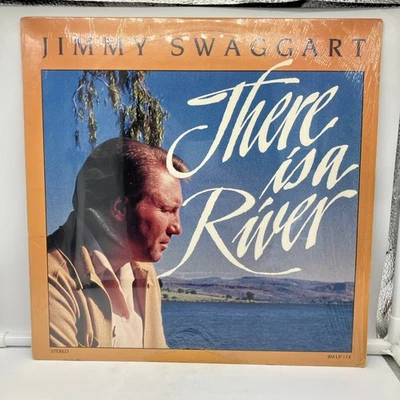 JIMMY SWAGGART
There
is a
River
STEREO